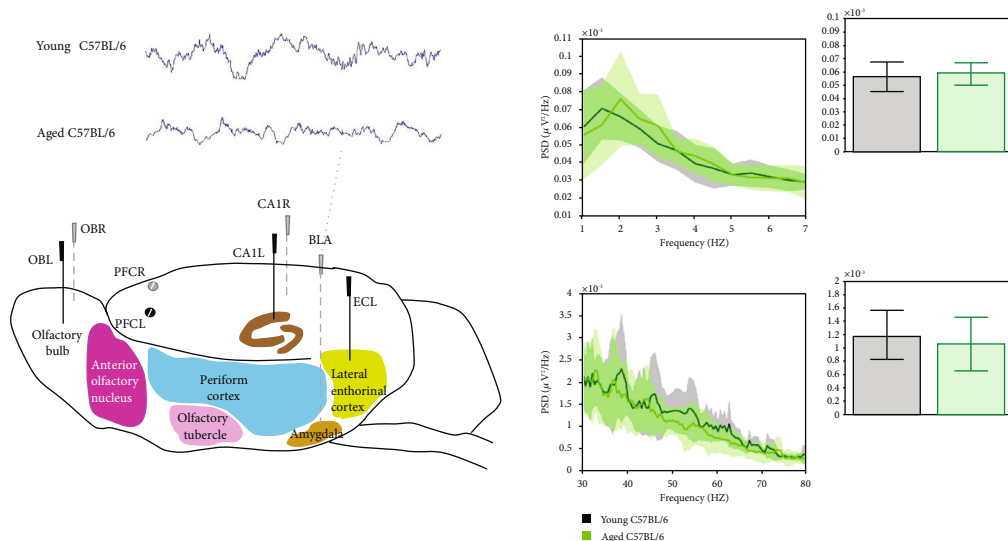 Young C57BL/6
Aged C57BL/6
OBR
OBL
PFCR
PFCL
CA1R
CA1L
BLA
ECL
Olfactory
bulb
Anterior
olfactory
nucleus
Periform
cortex
Olfactory
tubercle
Lateral
enthorinal
cortex
Amygdala
×10⁻³
0.11
0.1
0.09
0.08
0.07
0.06
0.05
0.04
0.03
0.02
0.01
PSD (μ V²/Hz)
1 2 3 4 5 6 7
Frequency (HZ)
0.1 ×10⁻³
0.09
0.08
0.07
0.06
0.05
0.04
0.03
0.02
0.01
0
×10⁻³
4
3.5
3
2.5
2
1.5
1
0.5
0
PSD (μ V²/Hz)
30 40 50 60 70 80
Frequency (HZ)
2 ×10⁻³
1.8
1.6
1.4
1.2
1
0.8
0.6
0.4
0.2
0
Young C57BL/6
Aged C57BL/6